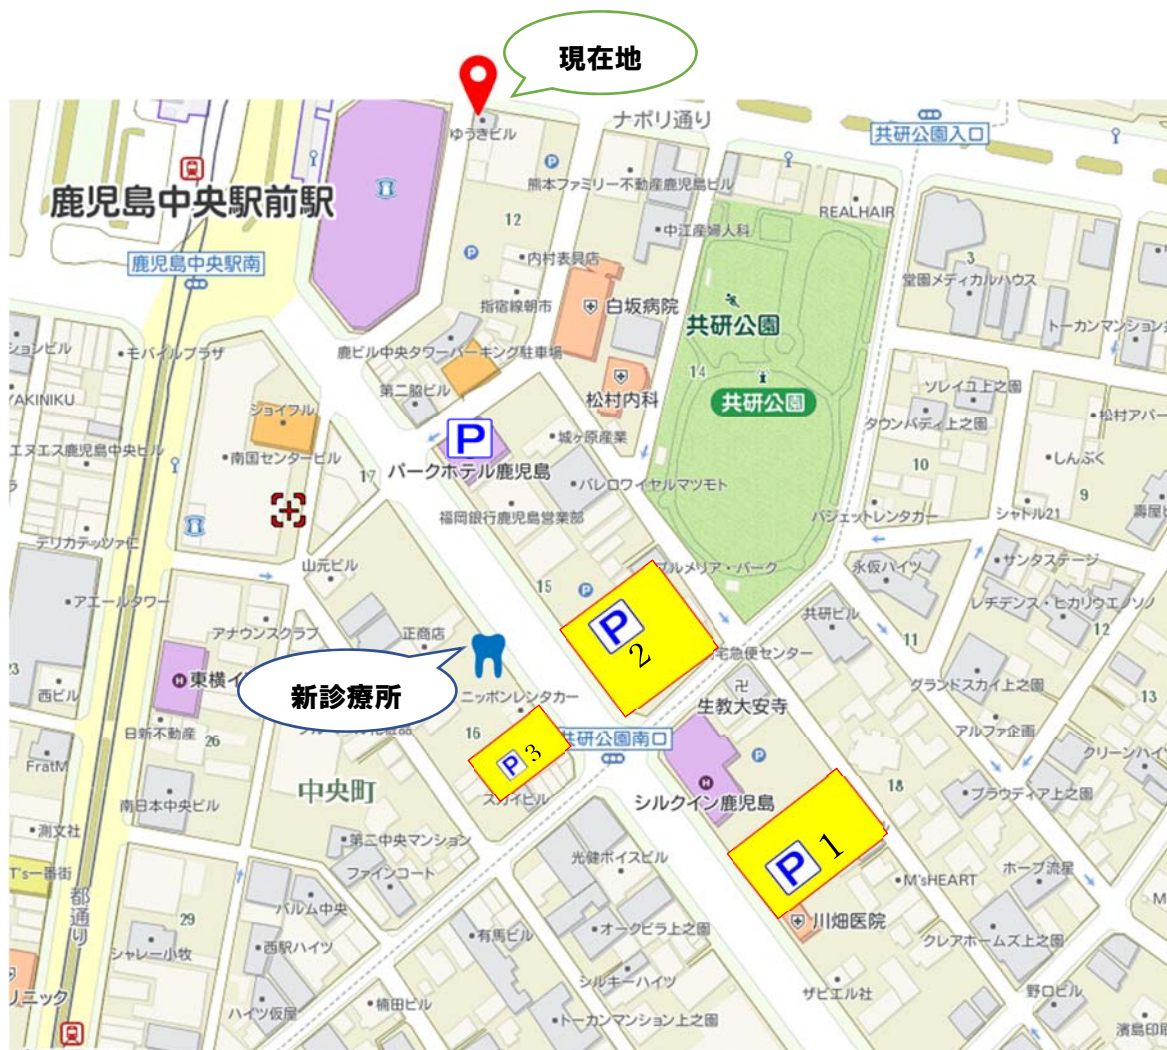 現在地
ナポリ通り
共研公園入口
ゆうきビル
鹿児島中央駅前駅
熊本ファミリー不動産鹿児島ビル
12
14
REALHAIR
中江産婦人科
鹿児島中央駅南
内村表具店
3
堂園メディカルハウス
指宿線朝市
白坂病院
共研公園
モバイルプラザ
鹿ビル中央タワーパーキング駐車場
第二脇ビル
松村内科
14
共研公園
ソレイユ上之園
YAKINIKU
ジョイフル
タウンバディ上之園
松村アパー
P
城ヶ原産業
エヌエス鹿児島中央ビル
南国センタービル
17
パークホテル鹿児島
バレロワイヤルマツモト
10
しんぷく
9
福岡銀行鹿児島営業部
バジェットレンタカー
シャトル21
デリカテッツァ仁
山元ビル
15
P
プルメリア・パーク
永仮ハイツ
サンタステージ
アエールタワー
レヂデンス・ヒカリウエノソノ
アナウンスクラブ
正商店
P
2
共研ビル
11
12
宅急便センター
23
西ビル
東横イ
新診療所
ニッポンレンタカー
生教大安寺
グランドスカイ上之園
13
日新不動産
26
16
共研公園南口
アルファ企画
クリーンハイ
FratM
P
3
P
中央町
スカイビル
シルクイン鹿児島
18
南日本中央ビル
ブラウディア上之園
測文社
第二中央マンション
光健ボイスビル
P
1
T's一番街
ファインコート
M'sHEART
ホープ流星
都通り
29
パルム中央
川畑医院
有馬ビル
オークビラ上之園
クレアホームズ上之園
シャレー小牧
西駅ハイツ
シルキーハイツ
ザビエル社
野口ビル
リニック
ハイツ仮屋
楠田ビル
トーカンマンション上之園
濱島印刷